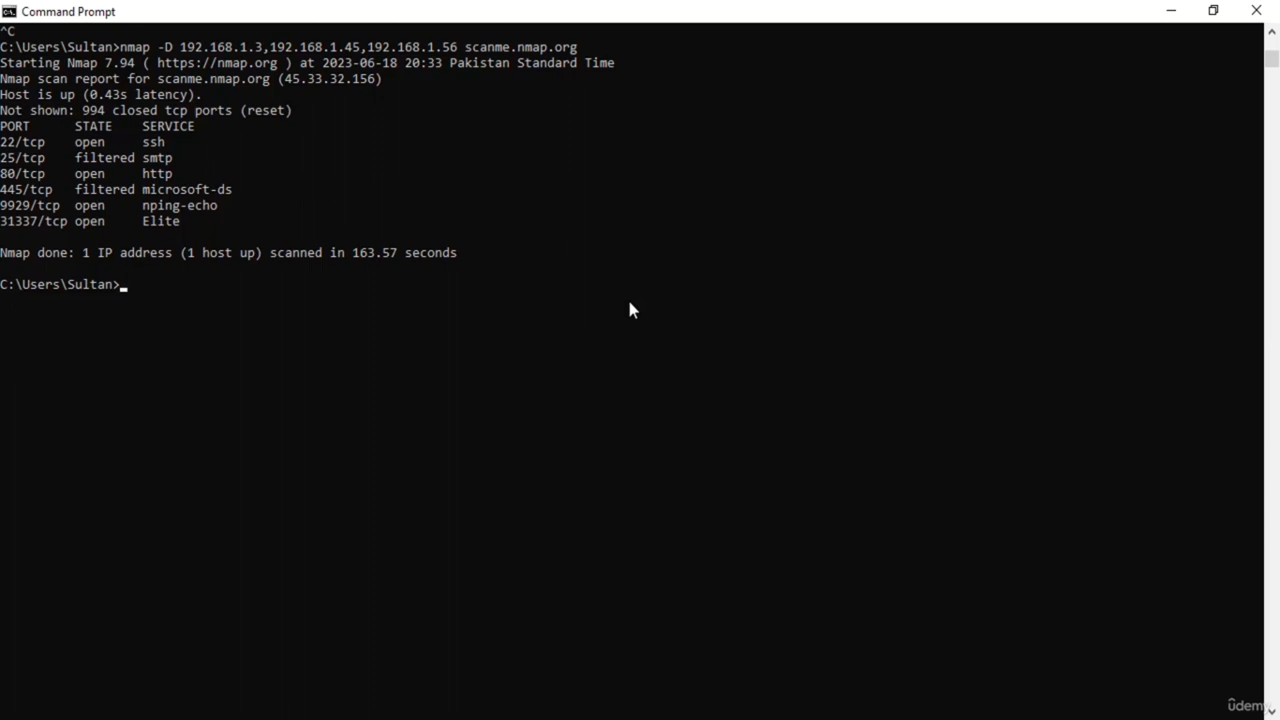 Command Prompt
^C
C:\Users\Sultan>nmap -D 192.168.1.3,192.168.1.45,192.168.1.56 scanme.nmap.org
Starting Nmap 7.94 ( https://nmap.org ) at 2023-06-18 20:33 Pakistan Standard Time
Nmap scan report for scanme.nmap.org (45.33.32.156)
Host is up (0.43s latency).
Not shown: 994 closed tcp ports (reset)
PORT      STATE    SERVICE
22/tcp    open     ssh
25/tcp    filtered smtp
80/tcp    open     http
445/tcp   filtered microsoft-ds
9929/tcp  open     nping-echo
31337/tcp open     Elite
Nmap done: 1 IP address (1 host up) scanned in 163.57 seconds
C:\Users\Sultan>
ûdemy